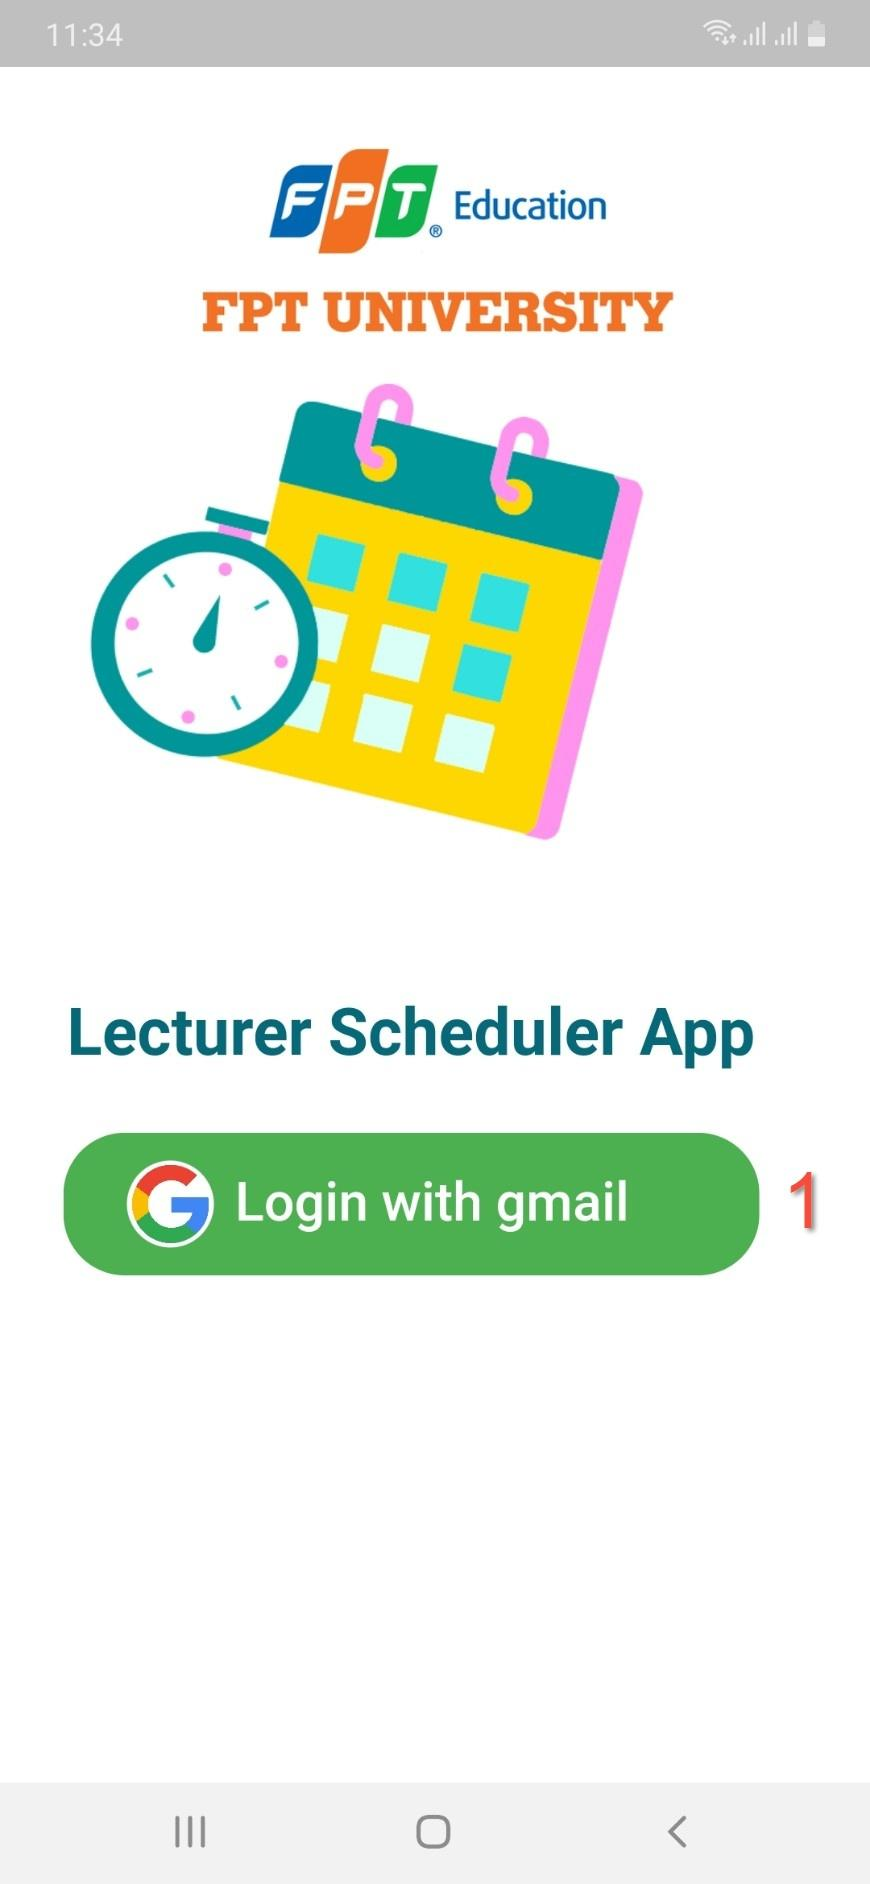 11:34
FPT® Education
FPT UNIVERSITY
Lecturer Scheduler App
Login with gmail
1